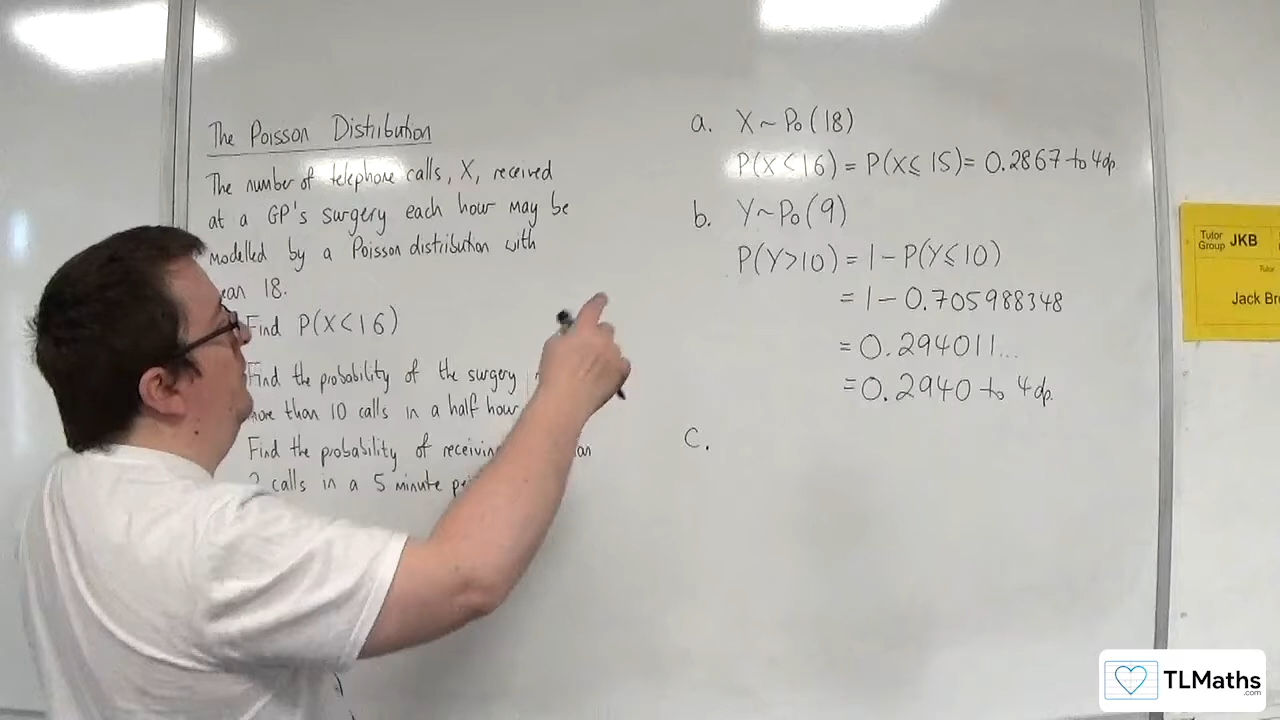 The Poisson Distribution
The number of telephone calls, X, received
at a GP's surgery each hour may be
modelled by a Poisson distribution with
18.
Find P(X<16)
Find the probability of the surgery
than 10 calls in a half hour
Find the probability of
calls in a 5 minute
a. X~Po(18)
P(X<16) = P(X≤15) = 0.2867 to 4dp.
b. Y~Po(9)
P(Y>10) = 1 - P(Y≤10)
= 1 - 0.705988348
= 0.294011...
= 0.2940 to 4dp.
c.
Tutor
Group JKB
Tutor
Jack
TLMaths
.com